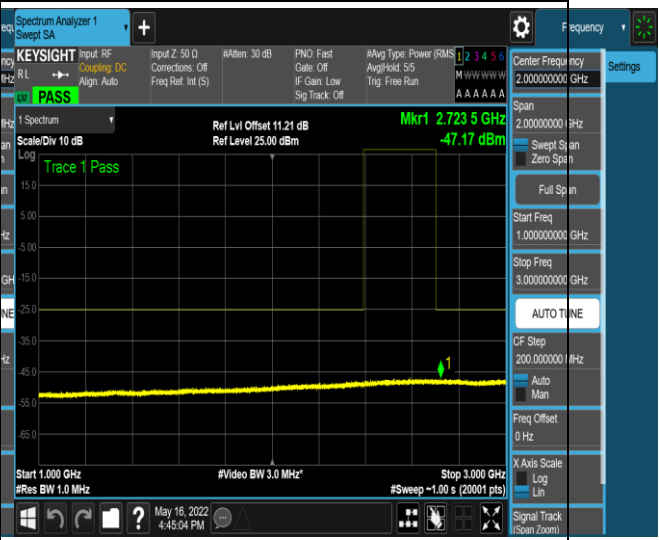 Spectrum Analyzer 1
Swept SA
+
Frequency
KEYSIGHT
RL
LXI
PASS
Input: RF
Coupling: DC
Align: Auto
Input Z: 50 Ω
Corrections: Off
Freq Ref: Int (S)
#Atten: 30 dB
PNO: Fast
Gate: Off
IF Gain: Low
Sig Track: Off
#Avg Type: Power (RMS
Avg|Hold: 5/5
Trig: Free Run
1 2 3 4 5 6
M W W W W W
A A A A A A
1 Spectrum
Scale/Div 10 dB
Ref Lvl Offset 11.21 dB
Ref Level 25.00 dBm
Mkr1 2.723 5 GHz
-47.17 dBm
Log
Trace 1 Pass
15.0
5.00
-5.00
-15.0
-25.0
-35.0
-45.0
-55.0
-65.0
1
Start 1.000 GHz
#Res BW 1.0 MHz
#Video BW 3.0 MHz*
Stop 3.000 GHz
#Sweep ~1.00 s (20001 pts)
?
May 16, 2022
4:45:04 PM
Center Frequency
2.000000000 GHz
Settings
Span
2.00000000 GHz
Swept Span
Zero Span
Full Span
Start Freq
1.000000000 GHz
Stop Freq
3.000000000 GHz
AUTO TUNE
CF Step
200.000000 MHz
Auto
Man
Freq Offset
0 Hz
X Axis Scale
Log
Lin
Signal Track
(Span Zoom)